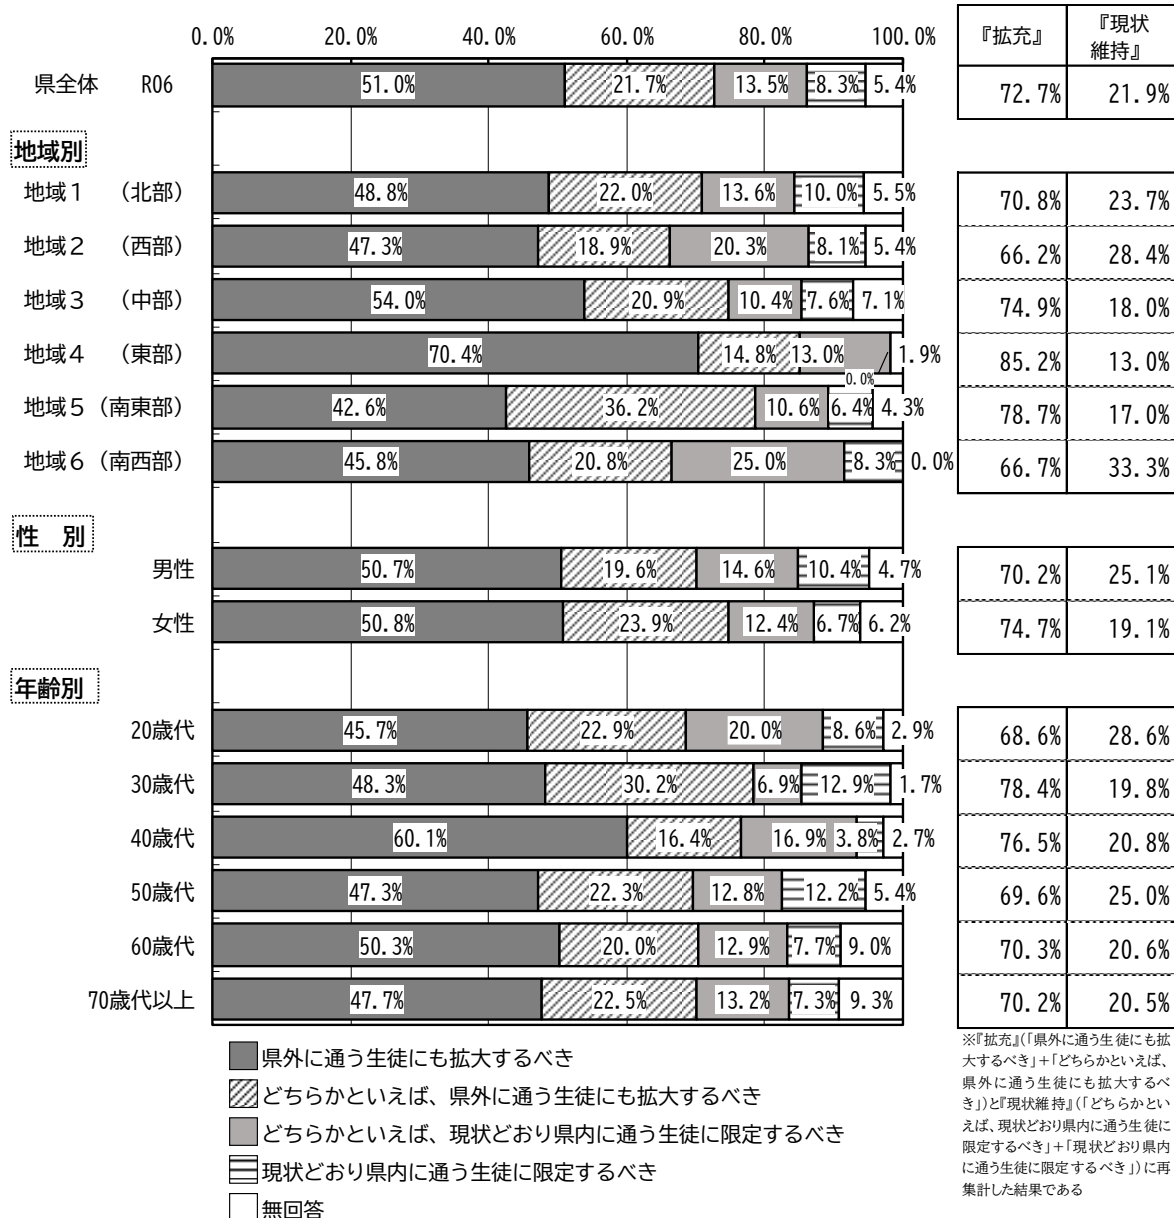 0.0% 20.0% 40.0% 60.0% 80.0% 100.0% 『拡充』 『現状
維持』
県全体 R06 51.0% 21.7% 13.5% 8.3% 5.4% 72.7% 21.9%
地域別
地域1 (北部) 48.8% 22.0% 13.6% 10.0% 5.5% 70.8% 23.7%
地域2 (西部) 47.3% 18.9% 20.3% 8.1% 5.4% 66.2% 28.4%
地域3 (中部) 54.0% 20.9% 10.4% 7.6% 7.1% 74.9% 18.0%
地域4 (東部) 70.4% 14.8% 13.0% 0.0% 1.9% 85.2% 13.0%
地域5 (南東部) 42.6% 36.2% 10.6% 6.4% 4.3% 78.7% 17.0%
地域6 (南西部) 45.8% 20.8% 25.0% 8.3% 0.0% 66.7% 33.3%
性 別
男性 50.7% 19.6% 14.6% 10.4% 4.7% 70.2% 25.1%
女性 50.8% 23.9% 12.4% 6.7% 6.2% 74.7% 19.1%
年齢別
20歳代 45.7% 22.9% 20.0% 8.6% 2.9% 68.6% 28.6%
30歳代 48.3% 30.2% 6.9% 12.9% 1.7% 78.4% 19.8%
40歳代 60.1% 16.4% 16.9% 3.8% 2.7% 76.5% 20.8%
50歳代 47.3% 22.3% 12.8% 12.2% 5.4% 69.6% 25.0%
60歳代 50.3% 20.0% 12.9% 7.7% 9.0% 70.3% 20.6%
70歳代以上 47.7% 22.5% 13.2% 7.3% 9.3% 70.2% 20.5%
県外に通う生徒にも拡大するべき
どちらかといえば、県外に通う生徒にも拡大するべき
どちらかといえば、現状どおり県内に通う生徒に限定するべき
現状どおり県内に通う生徒に限定するべき
無回答
※『拡充』(「県外に通う生徒にも拡
大するべき」+「どちらかといえば、
県外に通う生徒にも拡大するべ
き」)と『現状維持』(「どちらかとい
えば、現状どおり県内に通う生徒に
限定するべき」+「現状どおり県内
に通う生徒に限定するべき」)に再
集計した結果である